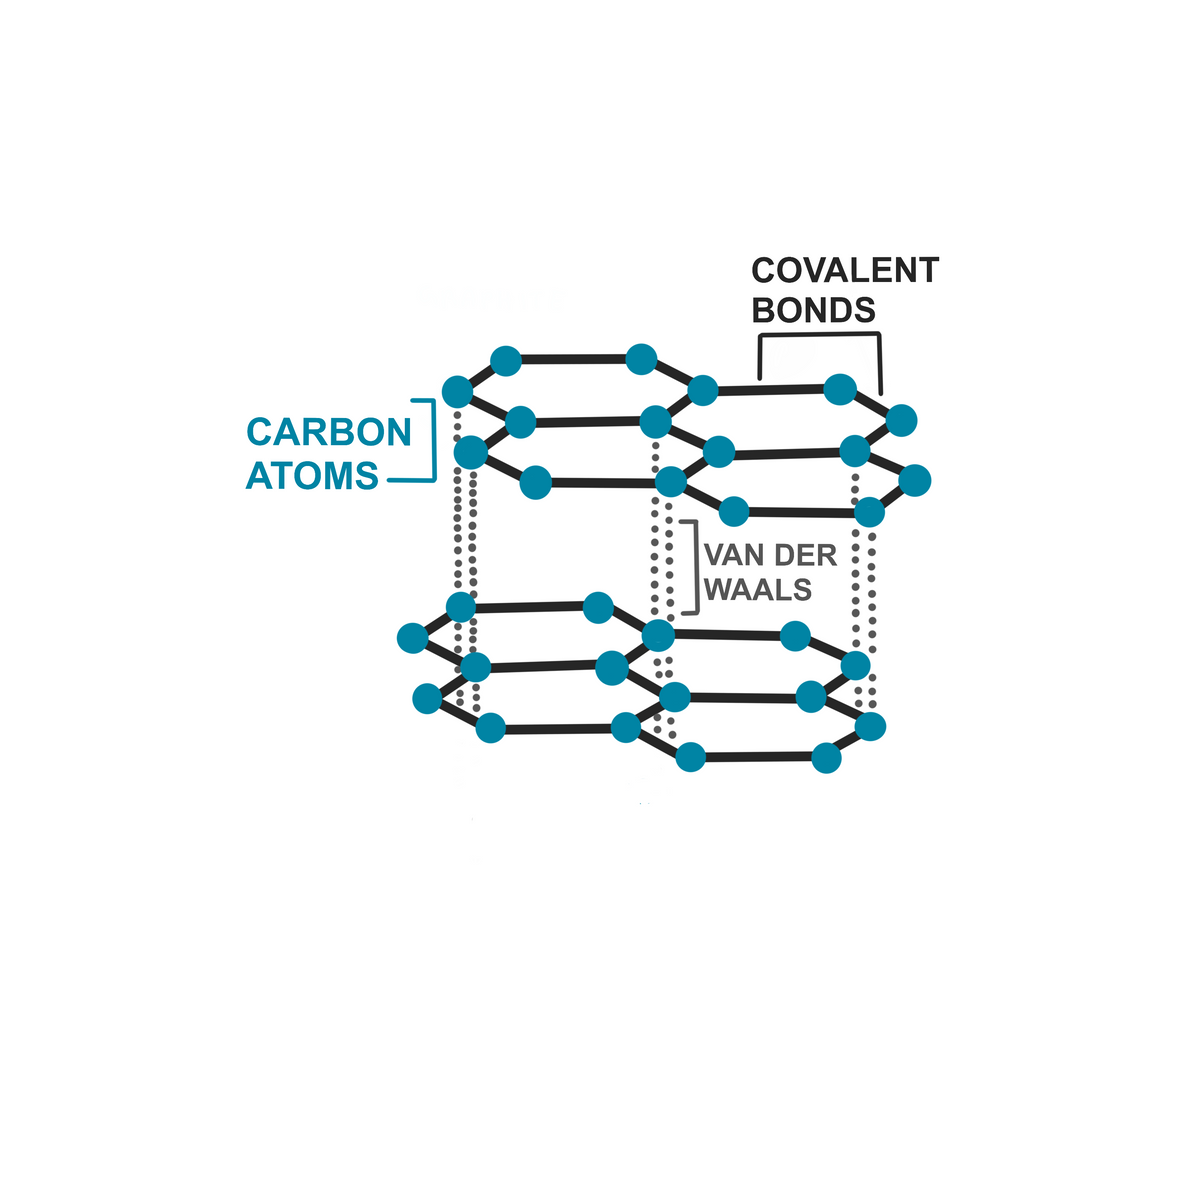 COVALENT
BONDS
CARBON
ATOMS
VAN DER
WAALS